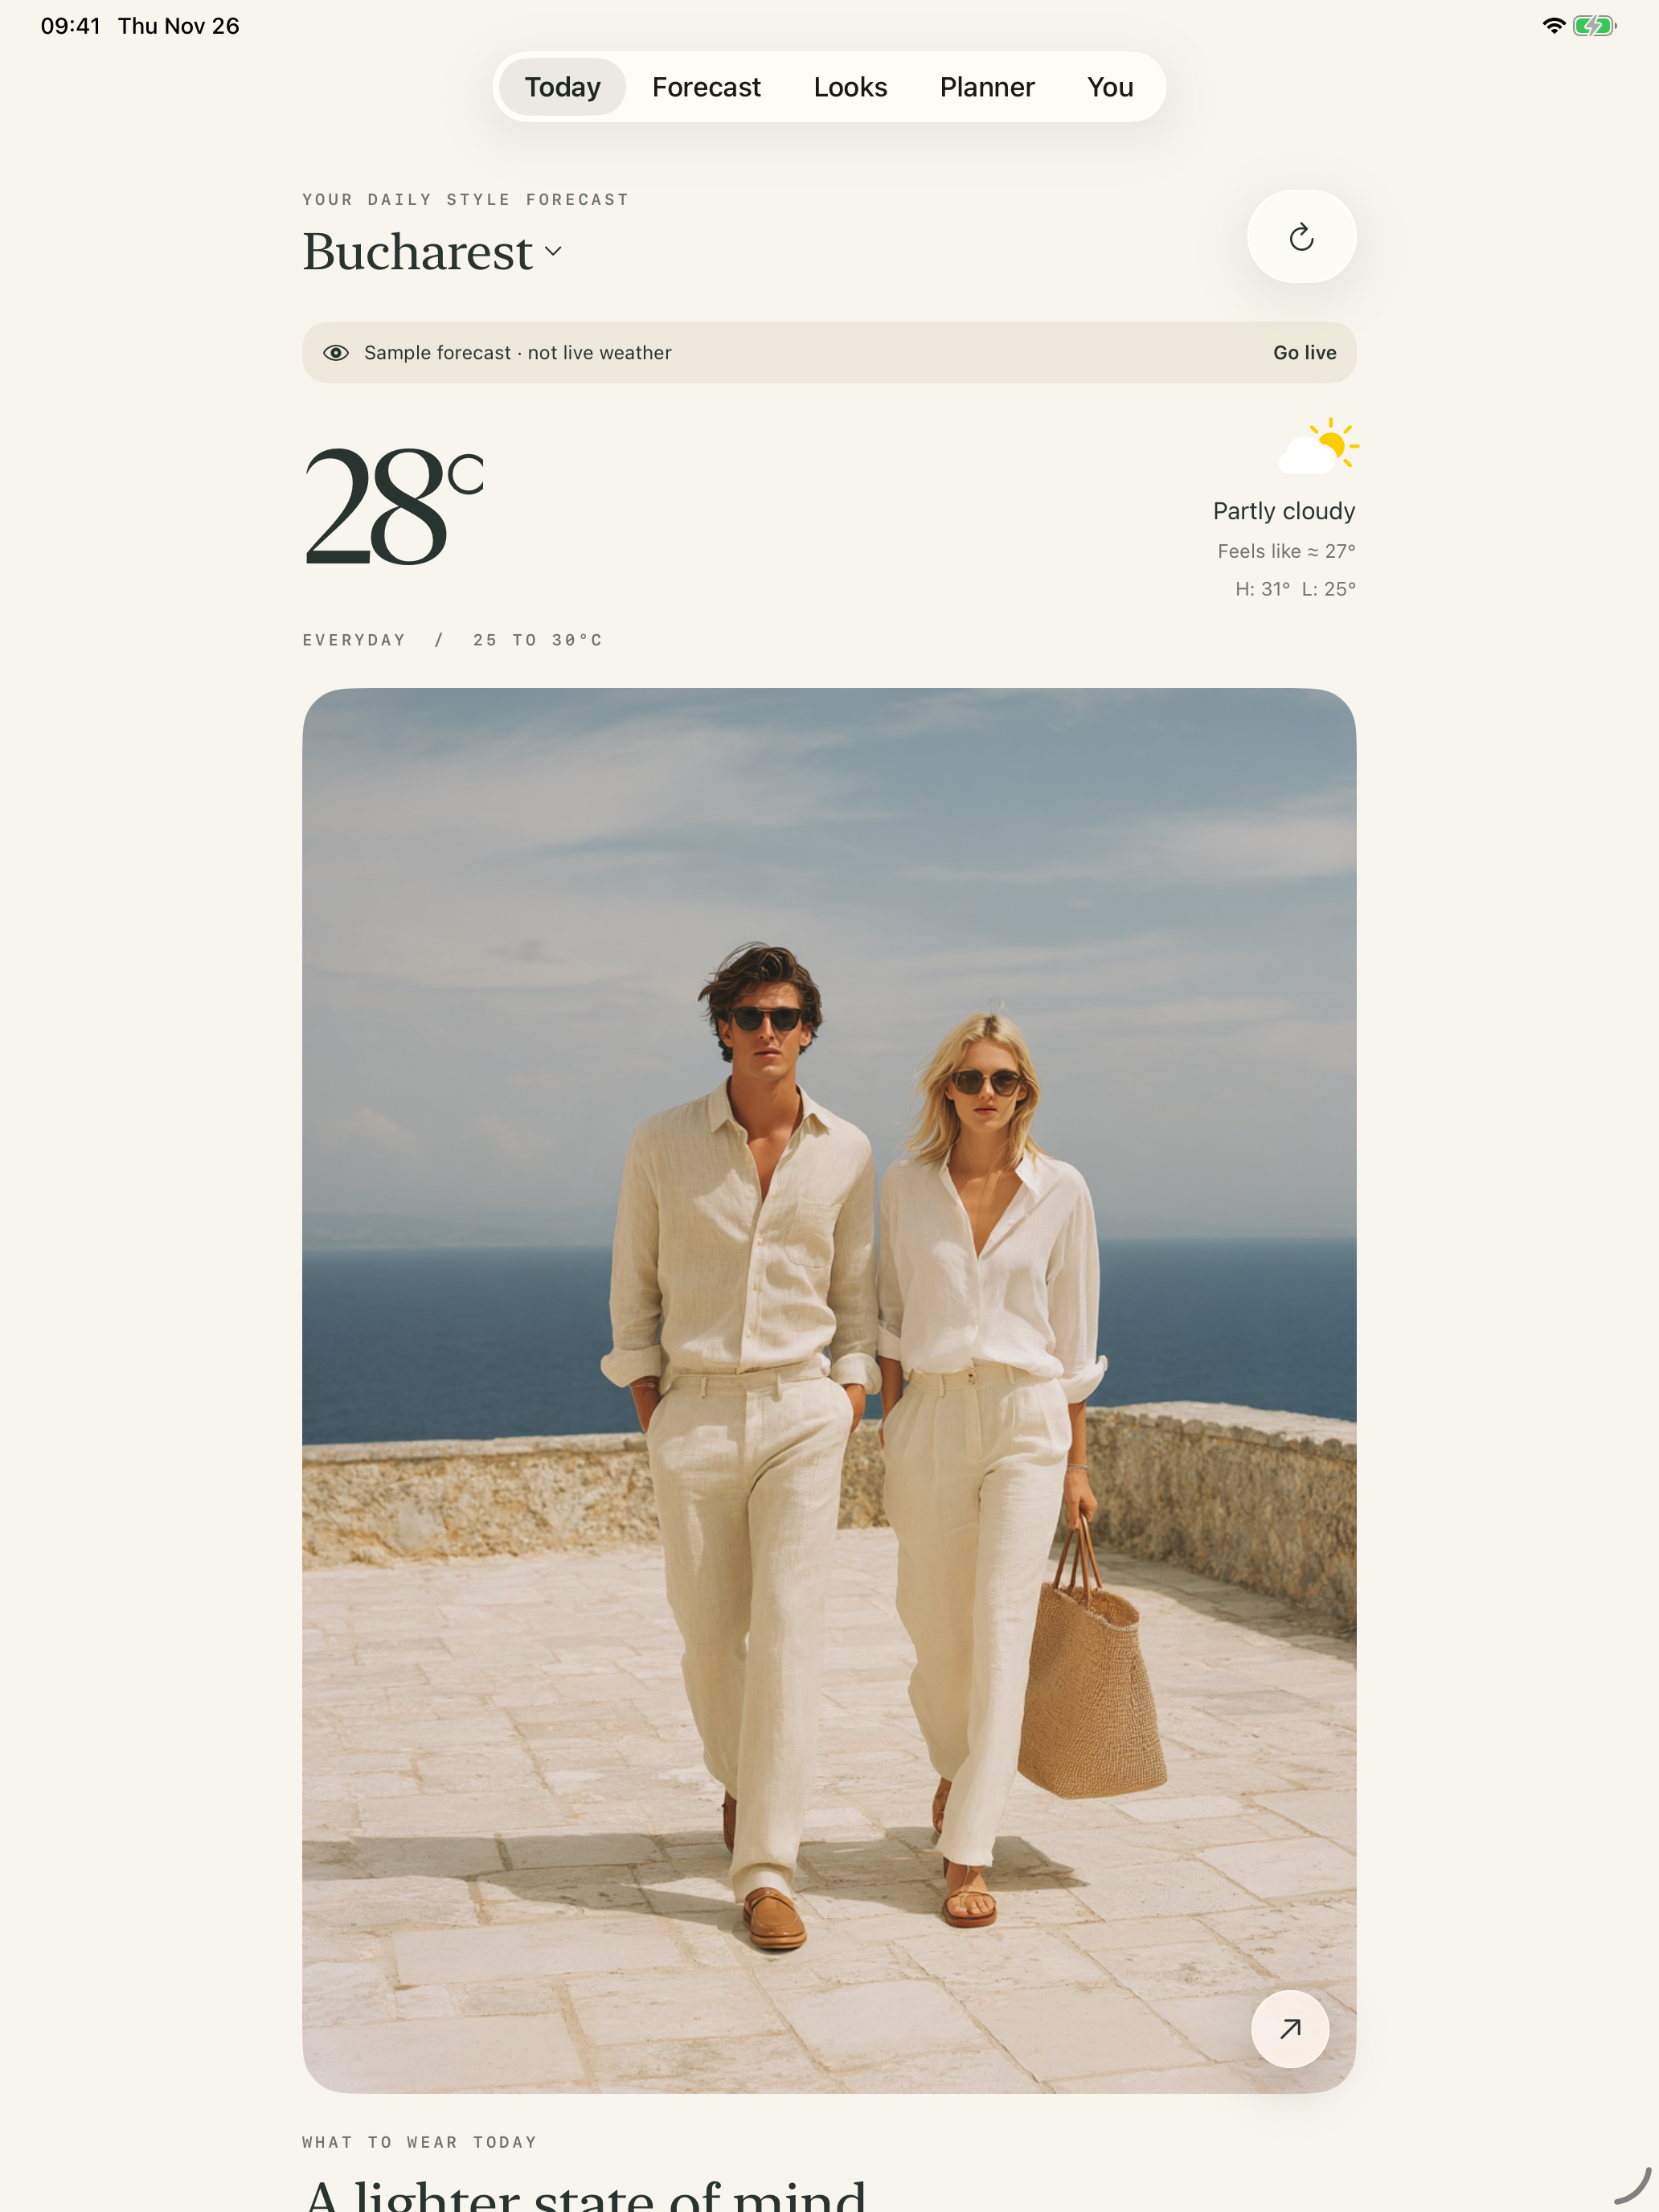 09:41 Thu Nov 26
Today Forecast Looks Planner You
YOUR DAILY STYLE FORECAST
Bucharest
Sample forecast · not live weather Go live
28°
Partly cloudy
Feels like ≈ 27°
H: 31° L: 25°
EVERYDAY / 25 TO 30°C
WHAT TO WEAR TODAY
A lighter state of mind